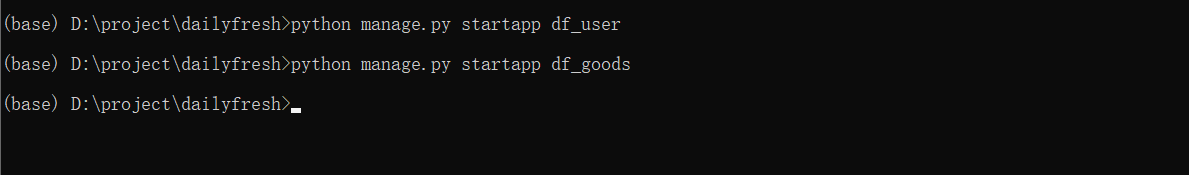 (base) D:\project\dailyfresh>python manage.py startapp df_user
(base) D:\project\dailyfresh>python manage.py startapp df_goods
(base) D:\project\dailyfresh>